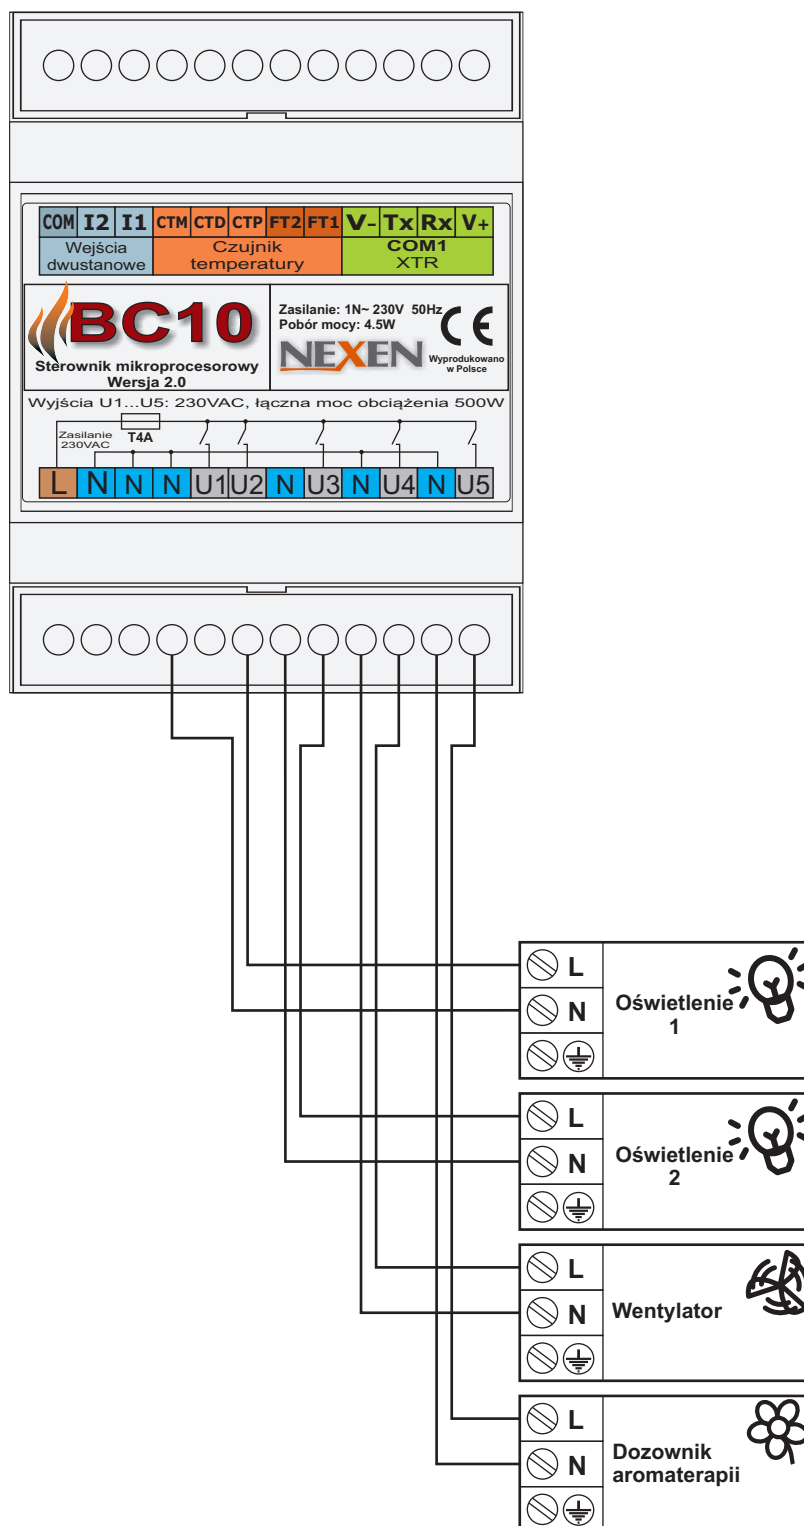 COM I2 I1 CTM CTD CTP FT2 FT1 V- Tx Rx V+
Wejścia
dwustanowe
Czujnik
temperatury
COM1
XTR
BC10
Sterownik mikroprocesorowy
Wersja 2.0
Zasilanie: 1N~ 230V 50Hz
Pobór mocy: 4.5W
CE
NEXEN
Wyprodukowano
w Polsce
Wyjścia U1...U5: 230VAC, łączna moc obciążenia 500W
Zasilanie
230VAC
T4A
L N N N U1 U2 N U3 N U4 N U5
L
N
Oświetlenie
1
L
N
Oświetlenie
2
L
N
Wentylator
L
N
Dozownik
aromaterapii